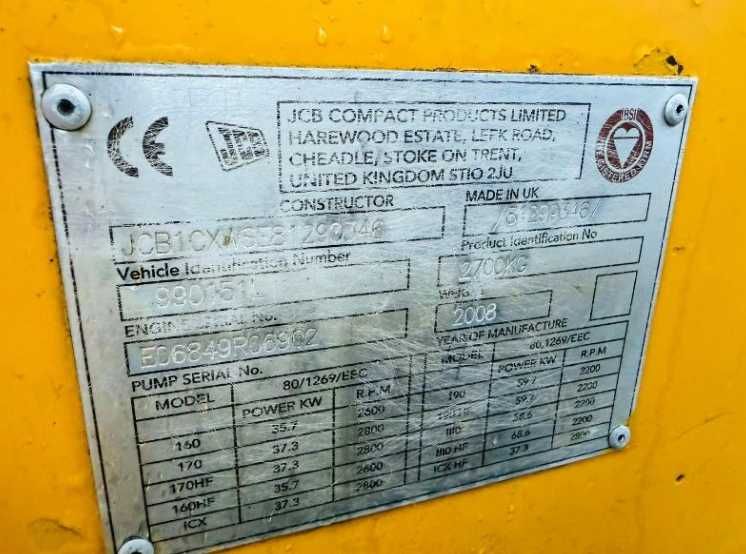 CE
JCB
JCB COMPACT PRODUCTS LIMITED
HAREWOOD ESTATE, LEEK ROAD,
CHEADLE, STOKE ON TRENT,
UNITED KINGDOM ST10 2JU
BSI
CONSTRUCTOR
MADE IN UK
Vehicle Identification Number
Product Identification No
2700KG
WEIGHT
ENGINE SERIAL No.
2008
YEAR OF MANUFACTURE
PUMP SERIAL No.
80/1269/EEC
80,1269/EEC
MODEL POWER KW R.P.M MODEL POWER KW R.P.M
160 35.7 2600 190 59.7 2200
170 37.3 2800 59.7 2200
170HF 37.3 2800 1110 58.6 2200
160HF 35.7 2600 1110 HF 68.6 2200
1CX 37.3 2800 1CX HF 37.3 2800